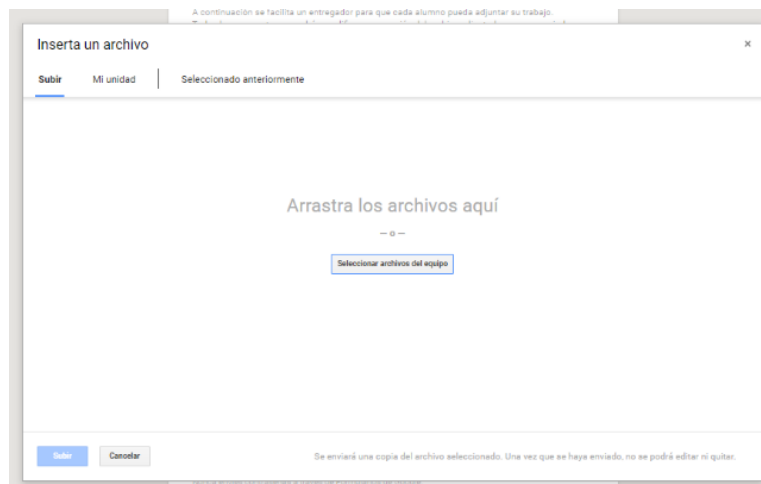 A continuación se facilita un entregador para que cada alumno pueda adjuntar su trabajo.
Inserta un archivo
×
Subir
Mi unidad
Seleccionado anteriormente
Arrastra los archivos aquí
— o —
Seleccionar archivos del equipo
Subir
Cancelar
Se enviará una copia del archivo seleccionado. Una vez que se haya enviado, no se podrá editar ni quitar.